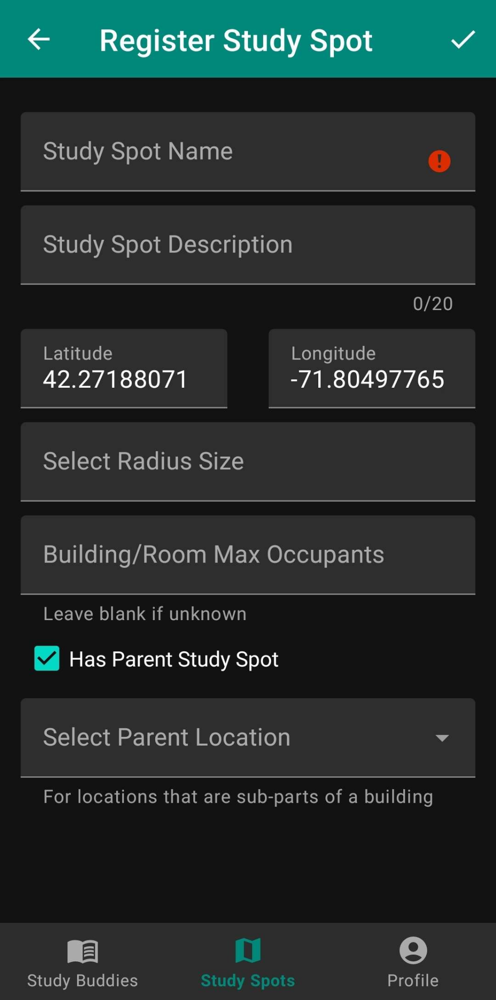 Register Study Spot
Study Spot Name
Study Spot Description
0/20
Latitude
42.27188071
Longitude
-71.80497765
Select Radius Size
Building/Room Max Occupants
Leave blank if unknown
Has Parent Study Spot
Select Parent Location
For locations that are sub-parts of a building
Study Buddies
Study Spots
Profile